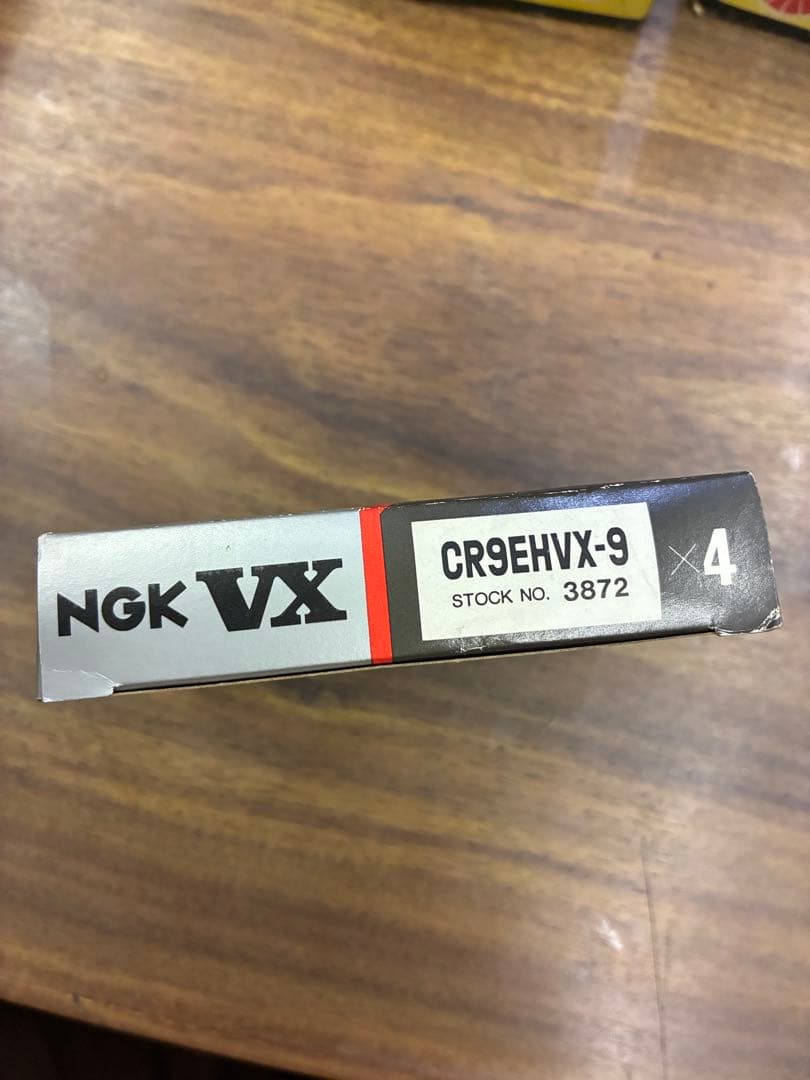 NGK VX
CR9EHVX-9
STOCK NO. 3872
×4